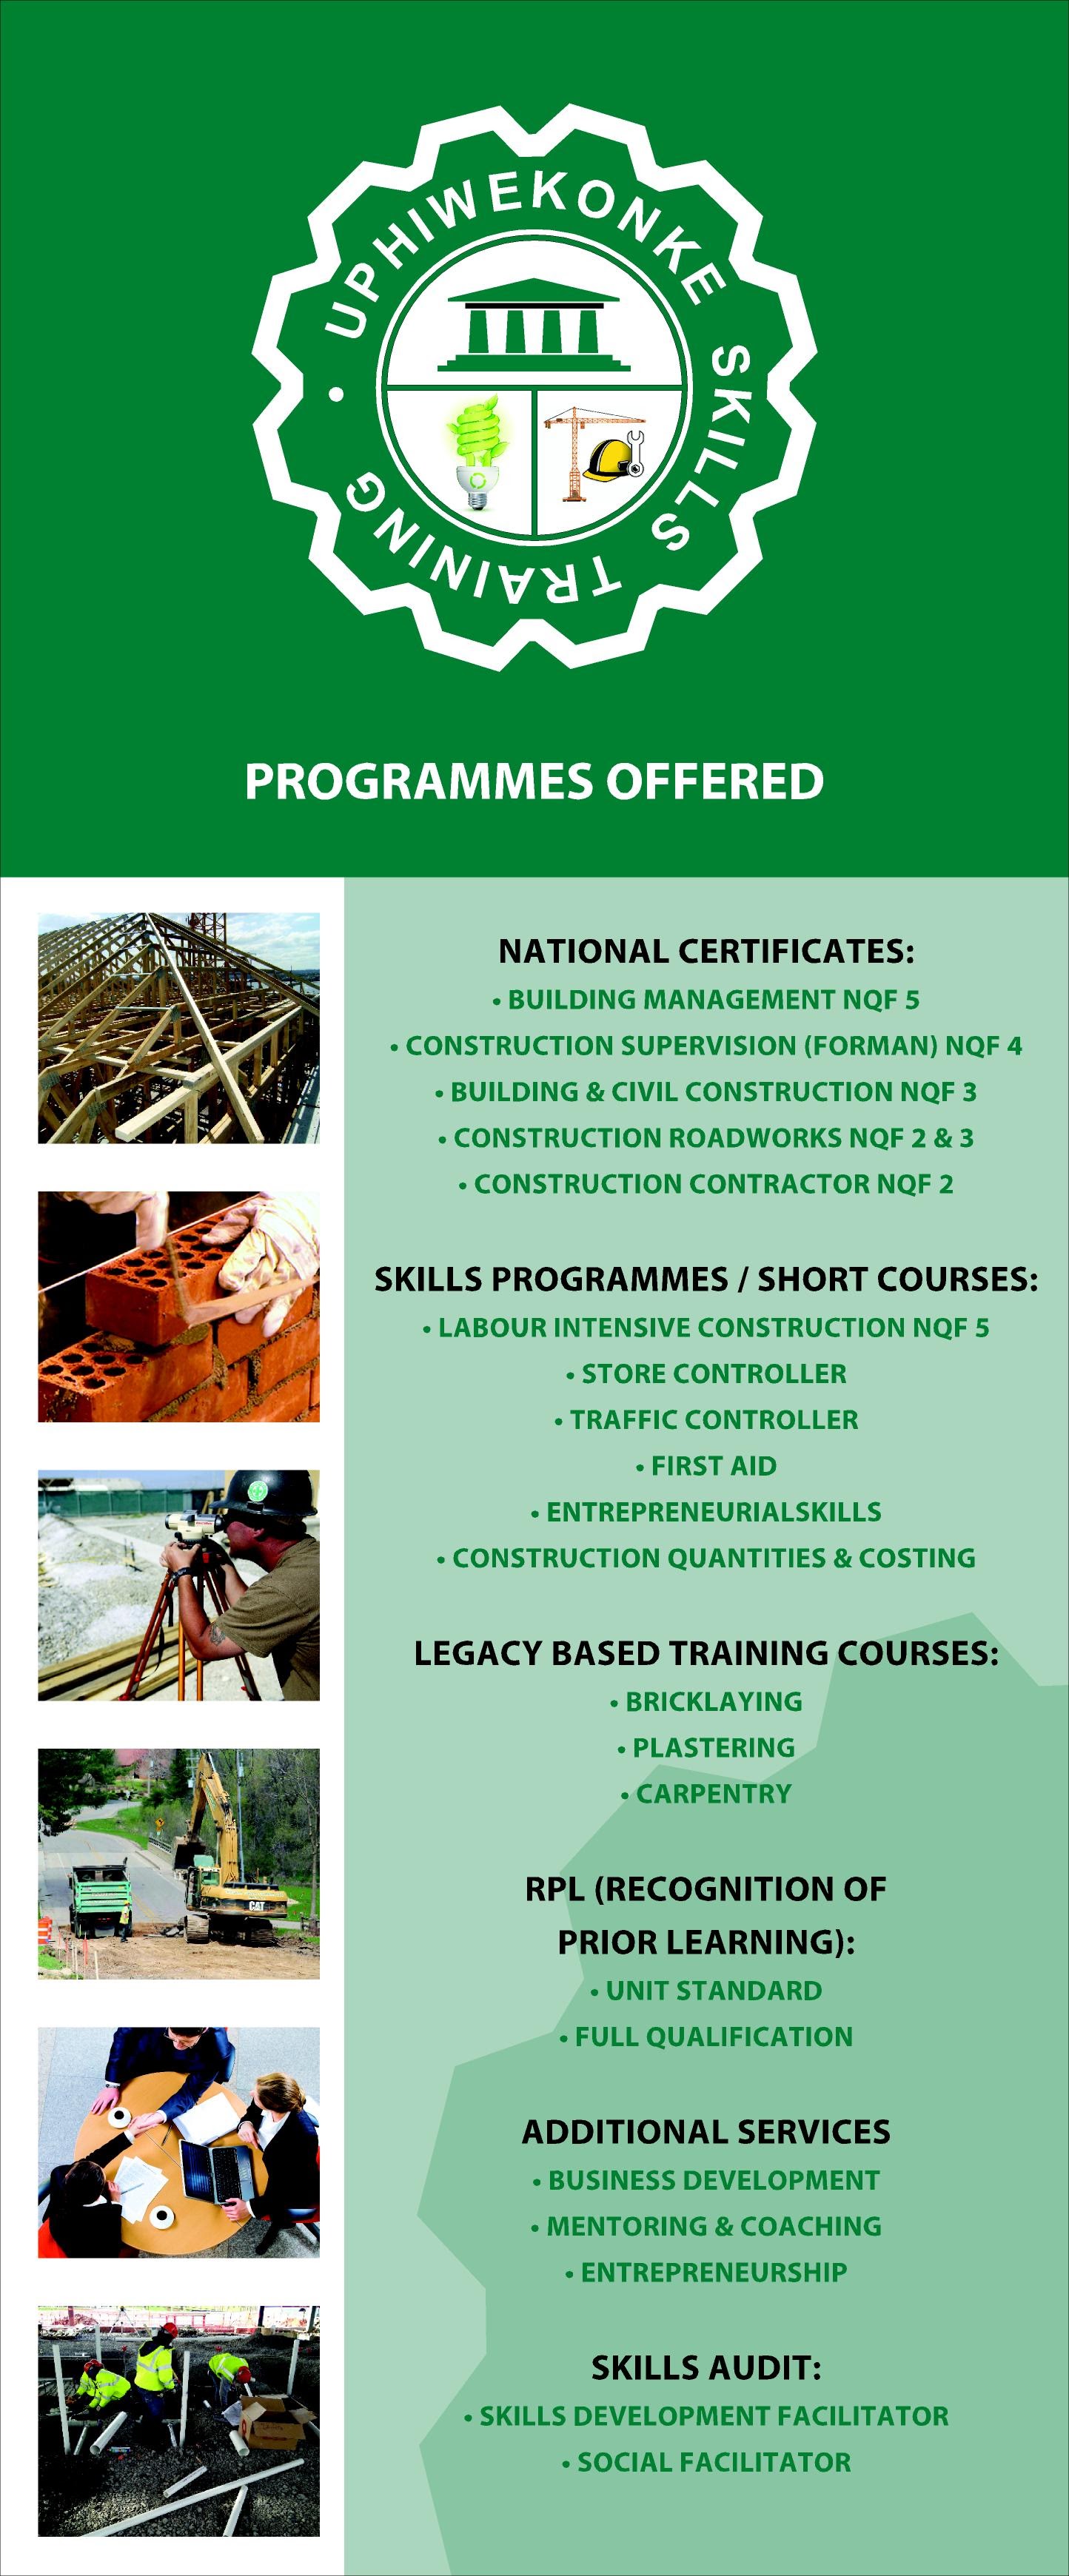 UPHIWEKONKE SKILLS TRAINING •
PROGRAMMES OFFERED
NATIONAL CERTIFICATES:
• BUILDING MANAGEMENT NQF 5
• CONSTRUCTION SUPERVISION (FORMAN) NQF 4
• BUILDING & CIVIL CONSTRUCTION NQF 3
• CONSTRUCTION ROADWORKS NQF 2 & 3
• CONSTRUCTION CONTRACTOR NQF 2
SKILLS PROGRAMMES / SHORT COURSES:
• LABOUR INTENSIVE CONSTRUCTION NQF 5
• STORE CONTROLLER
• TRAFFIC CONTROLLER
• FIRST AID
• ENTREPRENEURIALSKILLS
• CONSTRUCTION QUANTITIES & COSTING
LEGACY BASED TRAINING COURSES:
• BRICKLAYING
• PLASTERING
• CARPENTRY
CAT
RPL (RECOGNITION OF
PRIOR LEARNING):
• UNIT STANDARD
• FULL QUALIFICATION
ADDITIONAL SERVICES
• BUSINESS DEVELOPMENT
• MENTORING & COACHING
• ENTREPRENEURSHIP
SKILLS AUDIT:
• SKILLS DEVELOPMENT FACILITATOR
• SOCIAL FACILITATOR